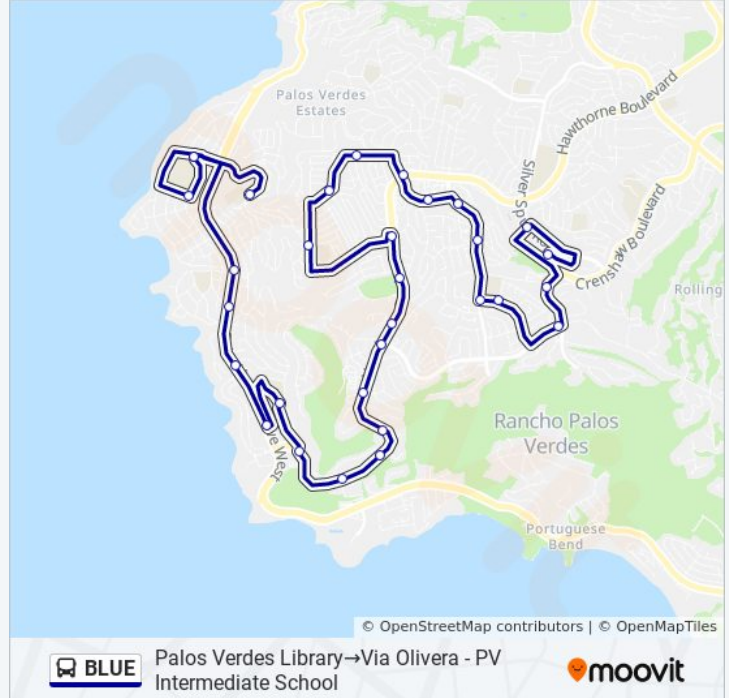 Palos Verdes
Estates
Hawthorne Boulevard
Silver Sp
Crenshaw Boulevard
Rolling
Rancho Palos
Verdes
West
Portuguese
Bend
© OpenStreetMap contributors | © OpenMapTiles
BLUE
Palos Verdes Library→Via Olivera - PV
Intermediate School
moovit